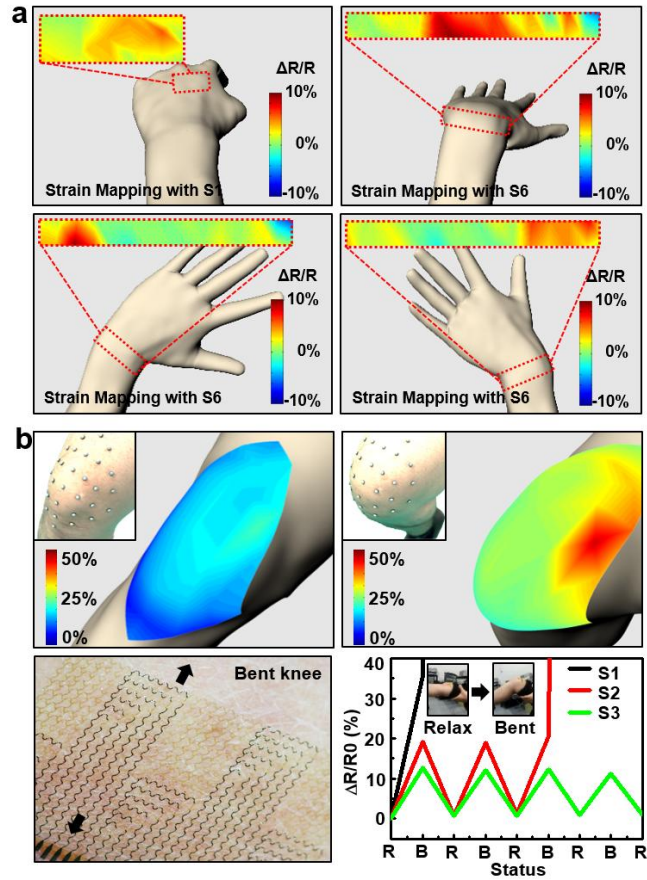 a
ΔR/R
10%
0%
-10%
Strain Mapping with S1
ΔR/R
10%
0%
-10%
Strain Mapping with S6
ΔR/R
10%
0%
-10%
Strain Mapping with S6
ΔR/R
10%
0%
-10%
Strain Mapping with S6
b
50%
25%
0%
50%
25%
0%
Bent knee
ΔR/R0 (%)
40
30
20
10
0
Relax
Bent
S1
S2
S3
R B R B R B R B R
Status